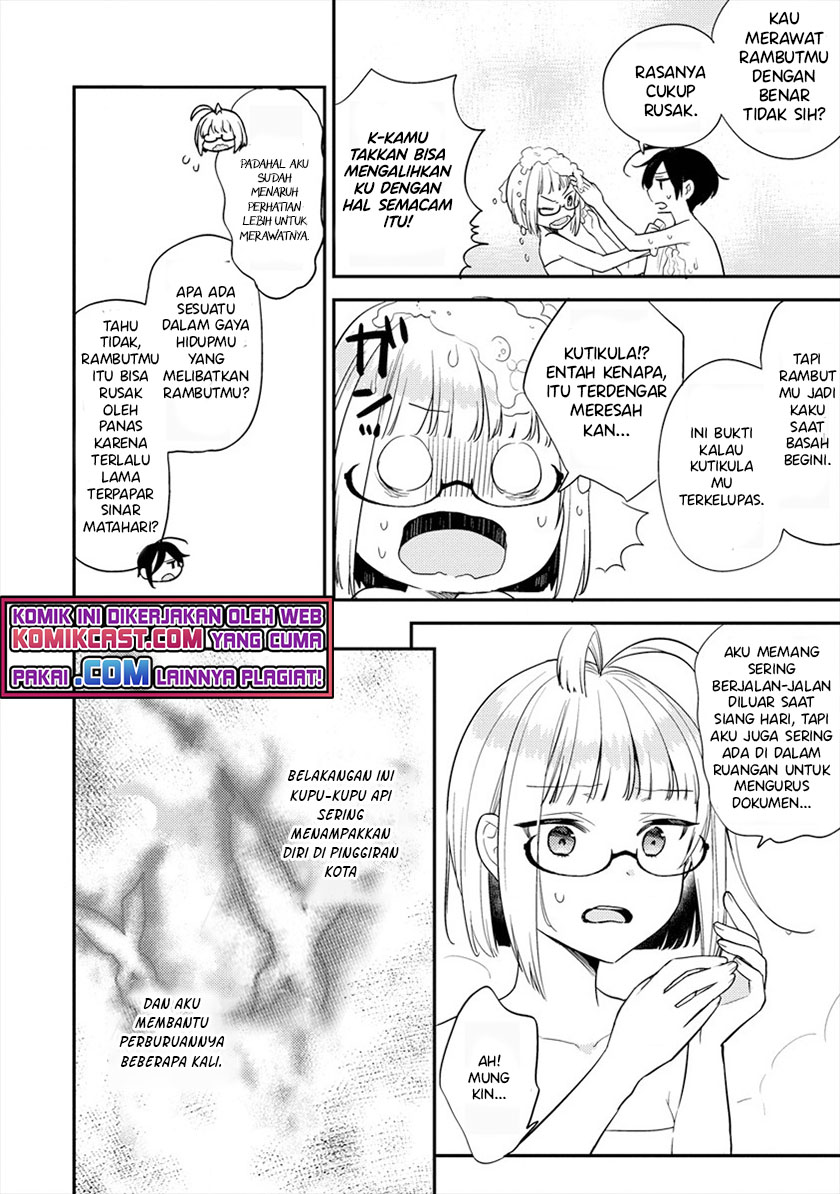 KAU
MERAWAT
RAMBUTMU
DENGAN
BENAR
TIDAK SIH?
RASANYA
CUKUP
RUSAK.
K-KAMU
TAKKAN BISA
MENGALIHKAN
KU DENGAN
HAL SEMACAM
ITU!
TAPI
RAMBUT
MU JADI
KAKU
SAAT
BASAH
BEGINI.
INI BUKTI
KALAU
KUTIKULA
MU
TERKELUPAS.
KUTIKULA!?
ENTAH KENAPA,
ITU TERDENGAR
MERESAH
KAN...
ガーン
PADAHAL AKU
SUDAH
MENARUH
PERHATIAN
LEBIH UNTUK
MERAWATNYA.
APA ADA
SESUATU
DALAM GAYA
HIDUPMU
YANG
MELIBATKAN
RAMBUTMU?
TAHU
TIDAK,
RAMBUTMU
ITU BISA
RUSAK
OLEH
PANAS
KARENA
TERLALU
LAMA
TERPAPAR
SINAR
MATAHARI?
KOMIK INI DIKERJAKAN OLEH WEB
KOMIKCAST.COM YANG CUMA
PAKAI .COM LAINNYA PLAGIAT!
AKU MEMANG
SERING
BERJALAN-JALAN
DILUAR SAAT
SIANG HARI, TAPI
AKU JUGA SERING
ADA DI DALAM
RUANGAN UNTUK
MENGURUS
DOKUMEN...
AH!
MUNG
KIN...
BELAKANGAN INI
KUPU-KUPU API
SERING
MENAMPAKKAN
DIRI DI PINGGIRAN
KOTA
DAN AKU
MEMBANTU
PERBURUANNYA
BEBERAPA KALI.